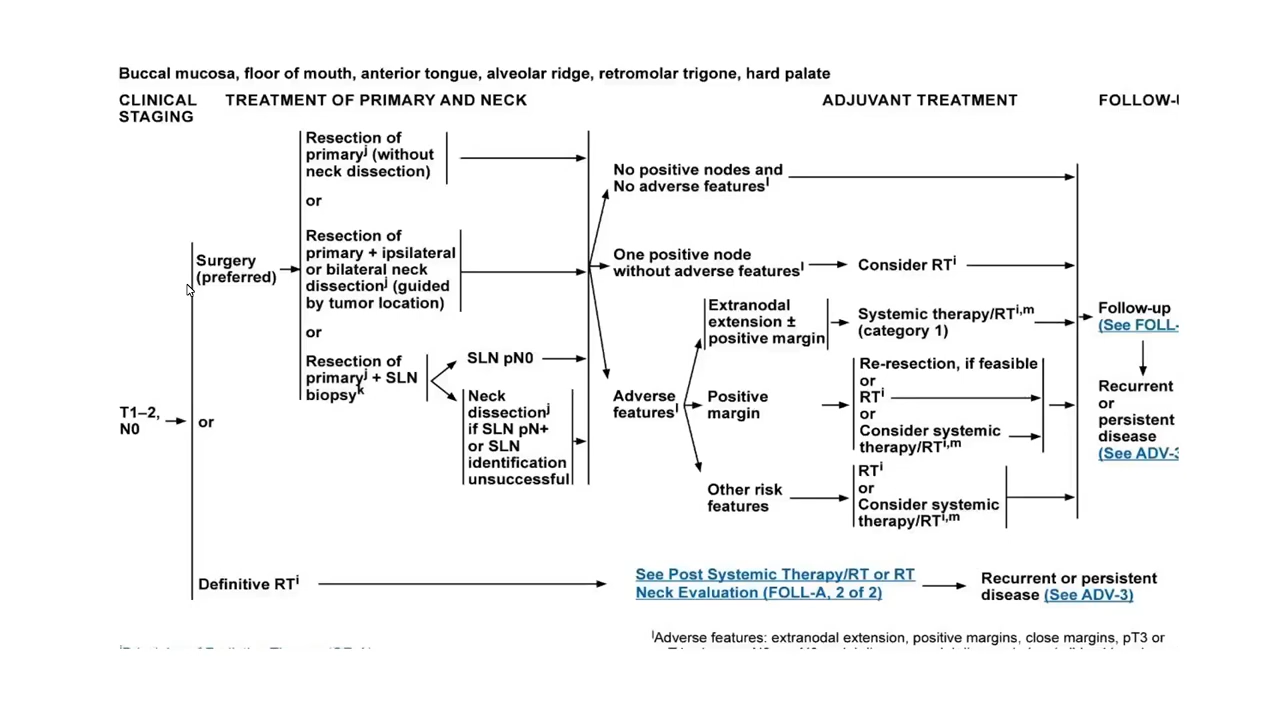 Buccal mucosa, floor of mouth, anterior tongue, alveolar ridge, retromolar trigone, hard palate
CLINICAL
STAGING
TREATMENT OF PRIMARY AND NECK
ADJUVANT TREATMENT
FOLLOW-
T1–2,
N0
Surgery
(preferred)
or
Definitive RTi
Resection of
primaryj (without
neck dissection)
or
Resection of
primary + ipsilateral
or bilateral neck
dissectionj (guided
by tumor location)
or
Resection of
primaryj + SLN
biopsyk
SLN pN0
Neck
dissectionj
if SLN pN+
or SLN
identification
unsuccessful
No positive nodes and
No adverse featuresl
One positive node
without adverse featuresl
Consider RTi
Adverse
featuresl
Extranodal
extension ±
positive margin
Systemic therapy/RTi,m
(category 1)
Positive
margin
Re-resection, if feasible
or
RTi
or
Consider systemic
therapy/RTi,m
Other risk
features
RTi
or
Consider systemic
therapy/RTi,m
Follow-up
(See FOLL-
Recurrent
or
persistent
disease
(See ADV-3
See Post Systemic Therapy/RT or RT
Neck Evaluation (FOLL-A, 2 of 2)
Recurrent or persistent
disease (See ADV-3)
lAdverse features: extranodal extension, positive margins, close margins, pT3 or